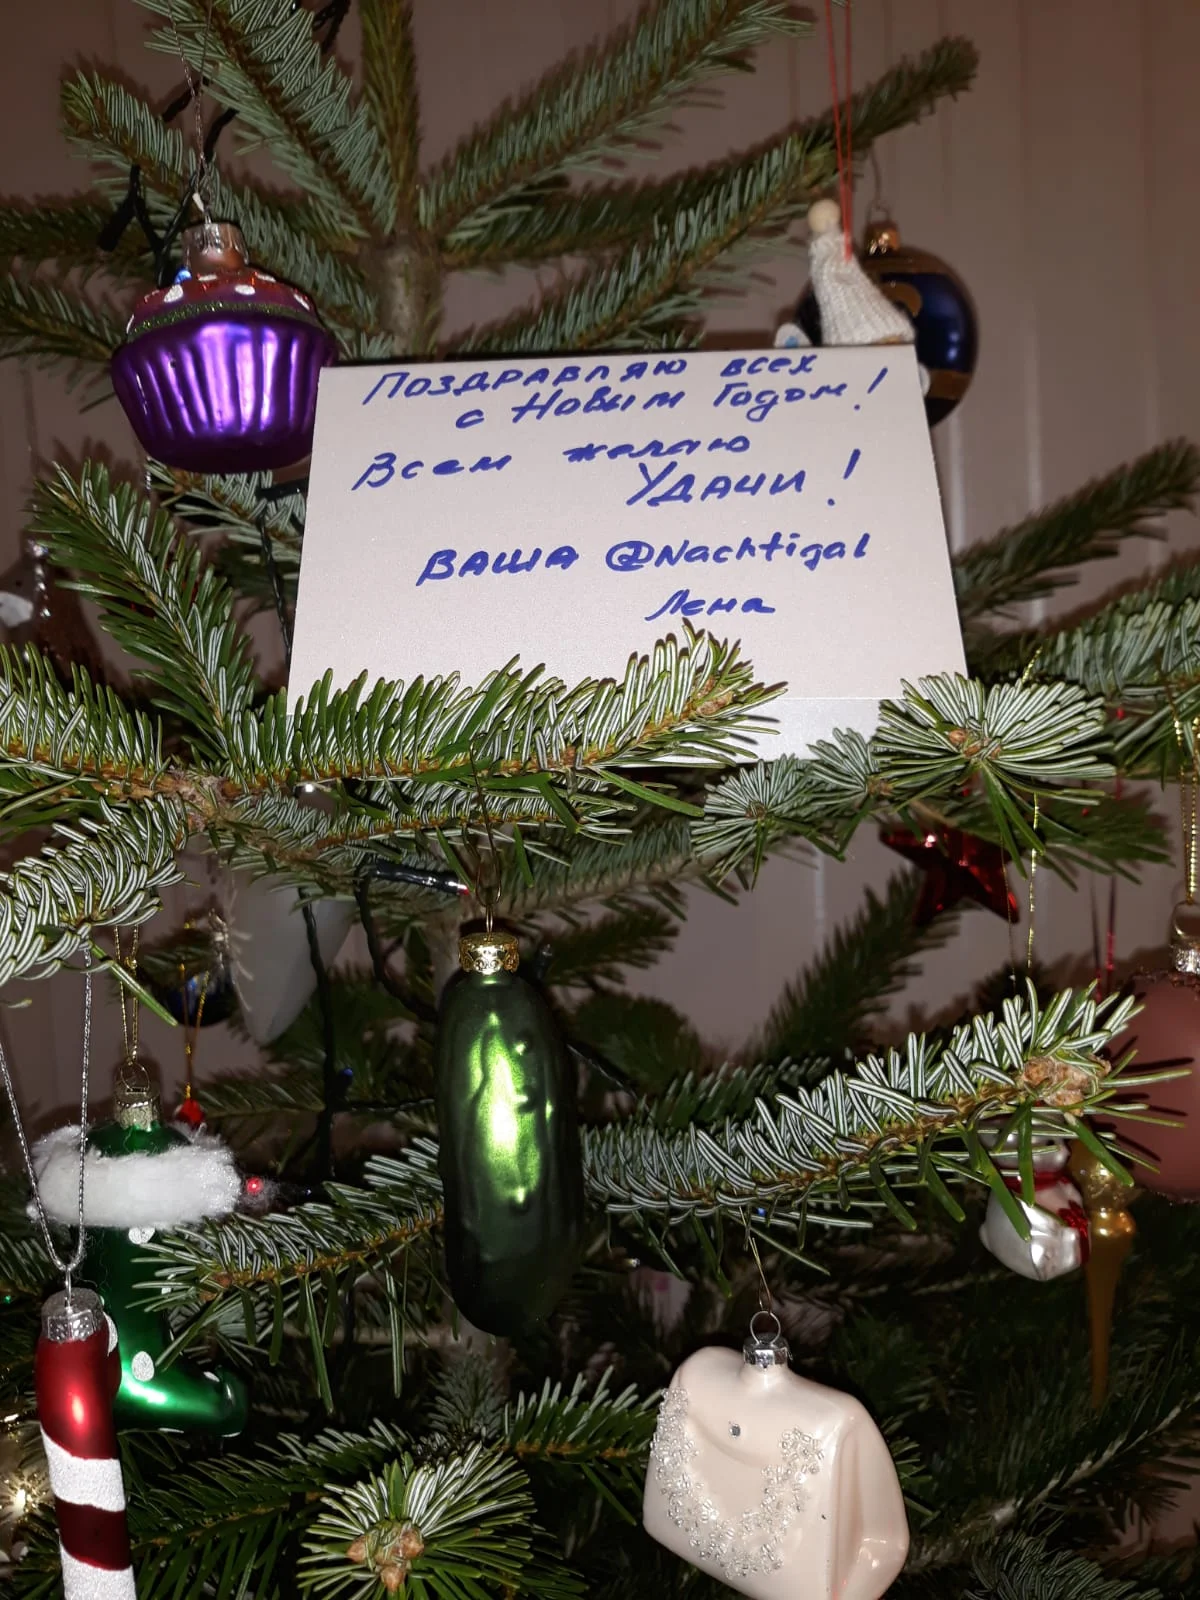 Поздравляю всех
с Новым Годом!
Всем желаю
Удачи!
ВАША @Nachtigal
Лена